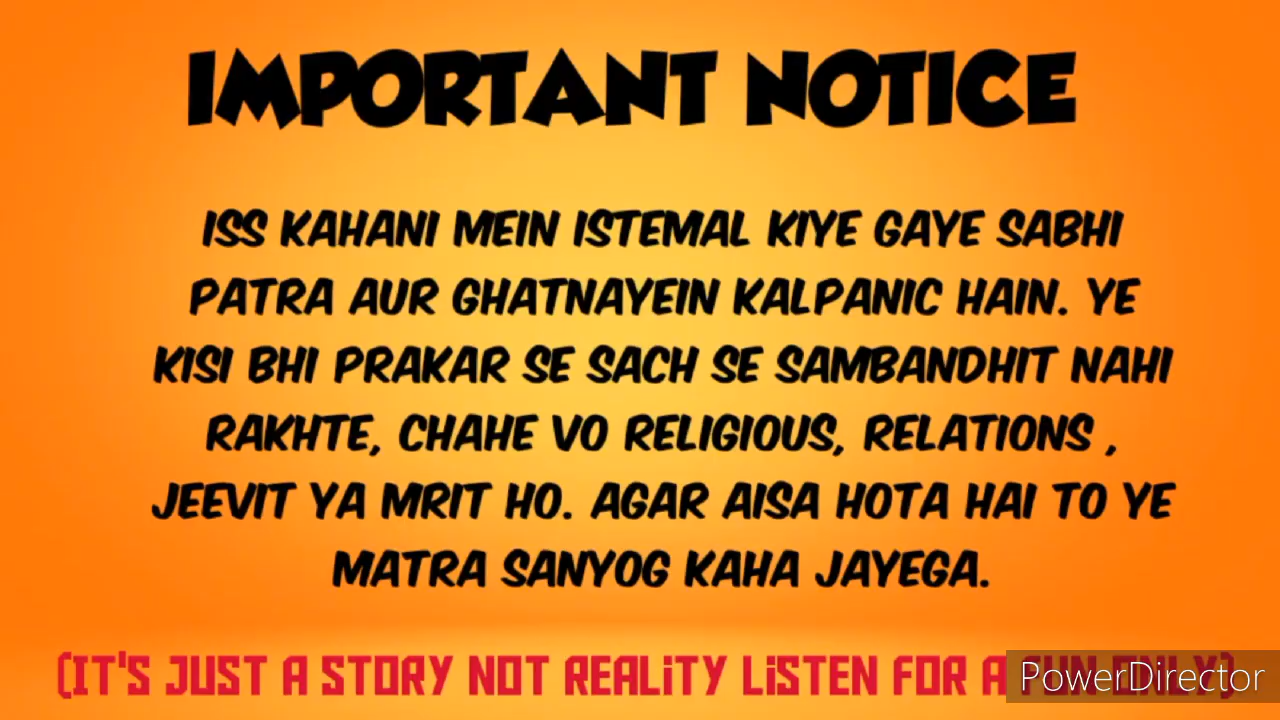 IMPORTANT NOTICE
ISS KAHANI MEIN ISTEMAL KIYE GAYE SABHI
PATRA AUR GHATNAYEIN KALPANIC HAIN. YE
KISI BHI PRAKAR SE SACH SE SAMBANDHIT NAHI
RAKHTE, CHAHE VO RELIGIOUS, RELATIONS ,
JEEVIT YA MRIT HO. AGAR AISA HOTA HAI TO YE
MATRA SANYOG KAHA JAYEGA.
(IT'S JUST A STORY NOT REALITY LISTEN FOR A FUN ONLY)
PowerDirector